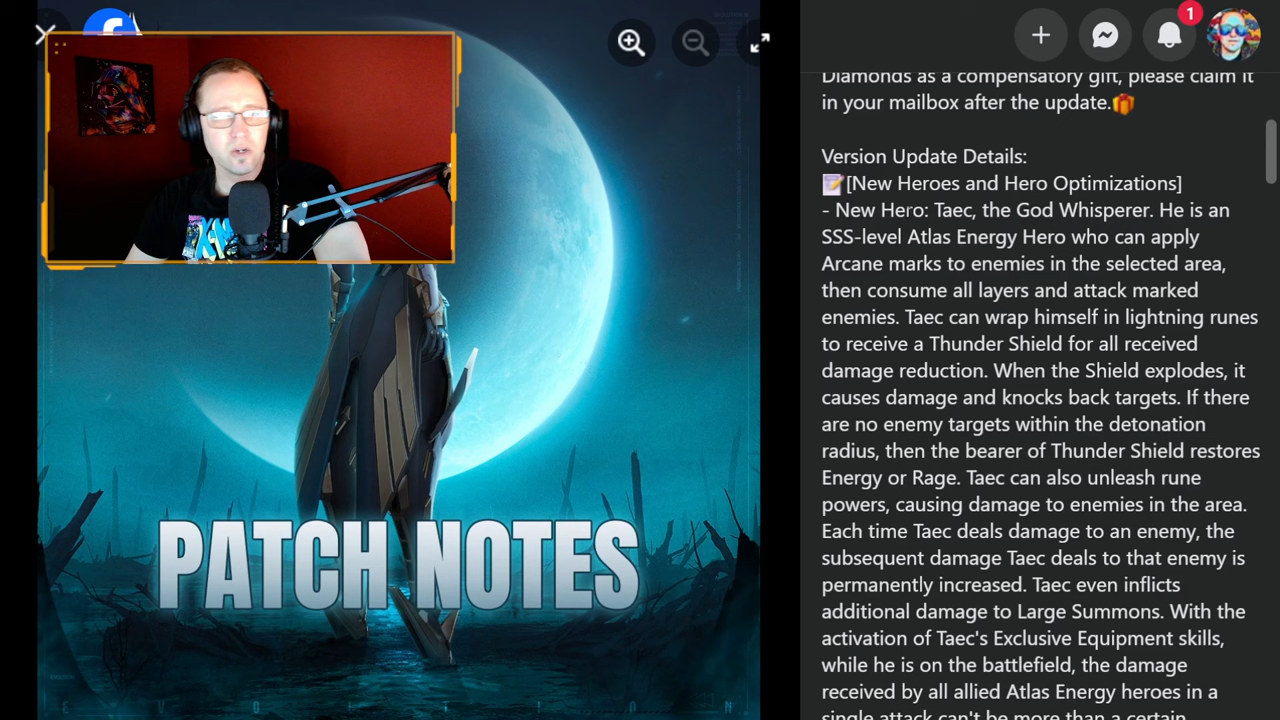 PATCH NOTES
1
Diamonds as a compensatory gift, please claim it
in your mailbox after the update.🎁
Version Update Details:
📝[New Heroes and Hero Optimizations]
- New Hero: Taec, the God Whisperer. He is an
SSS-level Atlas Energy Hero who can apply
Arcane marks to enemies in the selected area,
then consume all layers and attack marked
enemies. Taec can wrap himself in lightning runes
to receive a Thunder Shield for all received
damage reduction. When the Shield explodes, it
causes damage and knocks back targets. If there
are no enemy targets within the detonation
radius, then the bearer of Thunder Shield restores
Energy or Rage. Taec can also unleash rune
powers, causing damage to enemies in the area.
Each time Taec deals damage to an enemy, the
subsequent damage Taec deals to that enemy is
permanently increased. Taec even inflicts
additional damage to Large Summons. With the
activation of Taec's Exclusive Equipment skills,
while he is on the battlefield, the damage
received by all allied Atlas Energy heroes in a
single attack can't be more than a certain